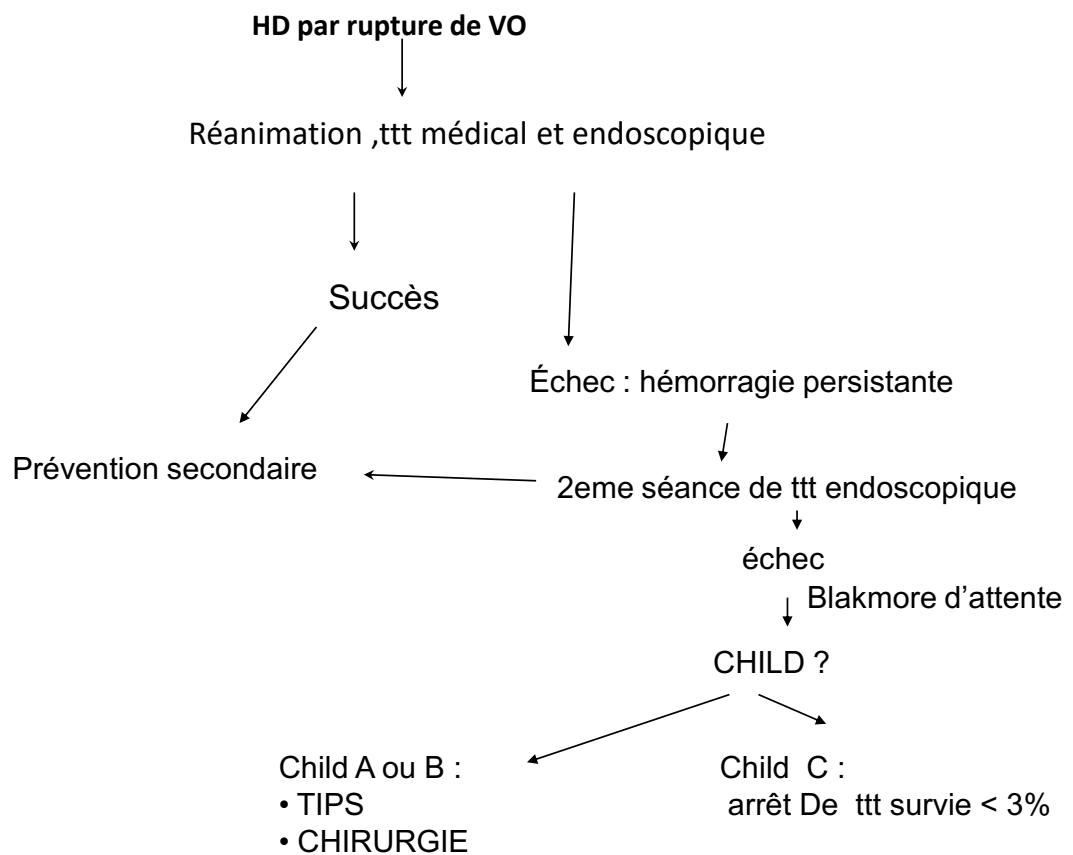 HD par rupture de VO
Réanimation ,ttt médical et endoscopique
Succès
Échec : hémorragie persistante
Prévention secondaire
2eme séance de ttt endoscopique
échec
Blakmore d’attente
CHILD ?
Child A ou B :
• TIPS
• CHIRURGIE
Child C :
arrêt De ttt survie < 3%